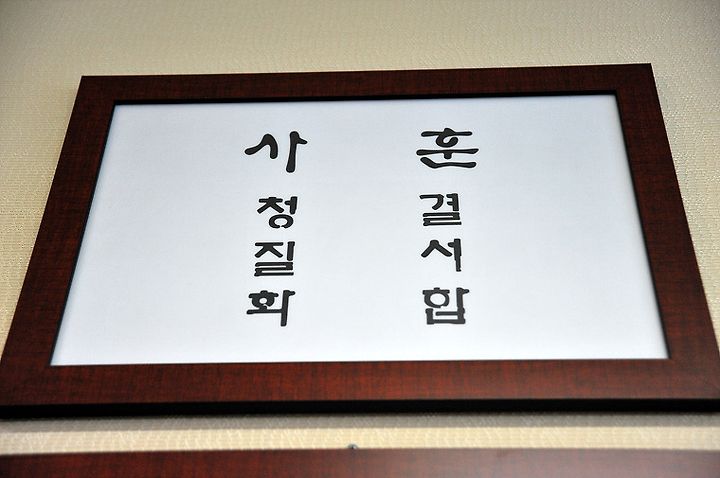 사 훈
청 결
질 서
화 합